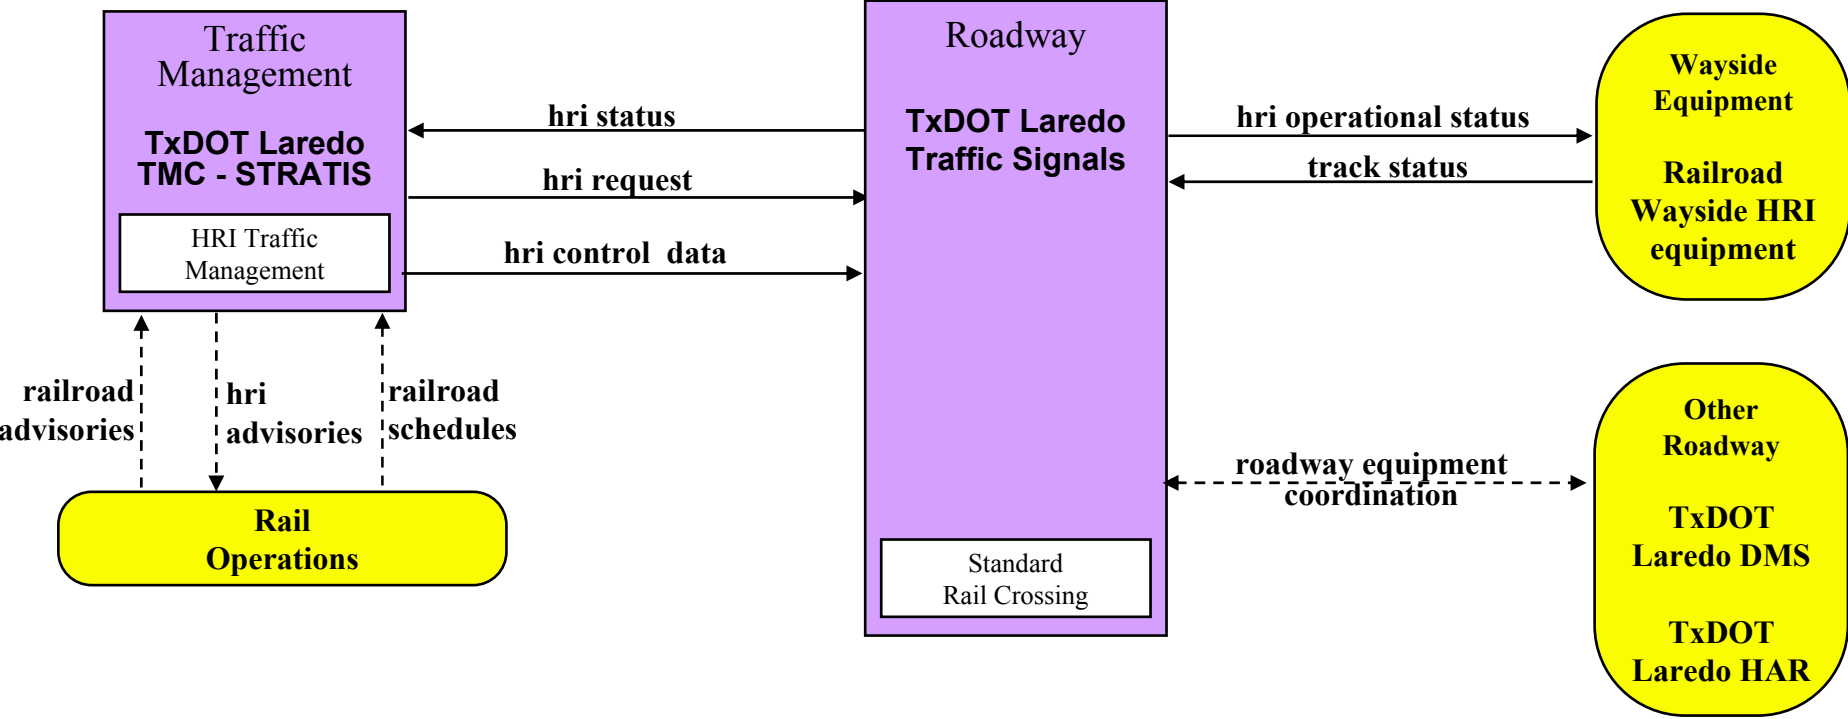 Traffic
Management
TxDOT Laredo
TMC - STRATIS
HRI Traffic
Management
hri status
hri request
hri control data
Roadway
TxDOT Laredo
Traffic Signals
Standard
Rail Crossing
hri operational status
track status
Wayside
Equipment
Railroad
Wayside HRI
equipment
railroad
advisories
hri
advisories
railroad
schedules
Rail
Operations
roadway equipment
coordination
Other
Roadway
TxDOT
Laredo DMS
TxDOT
Laredo HAR